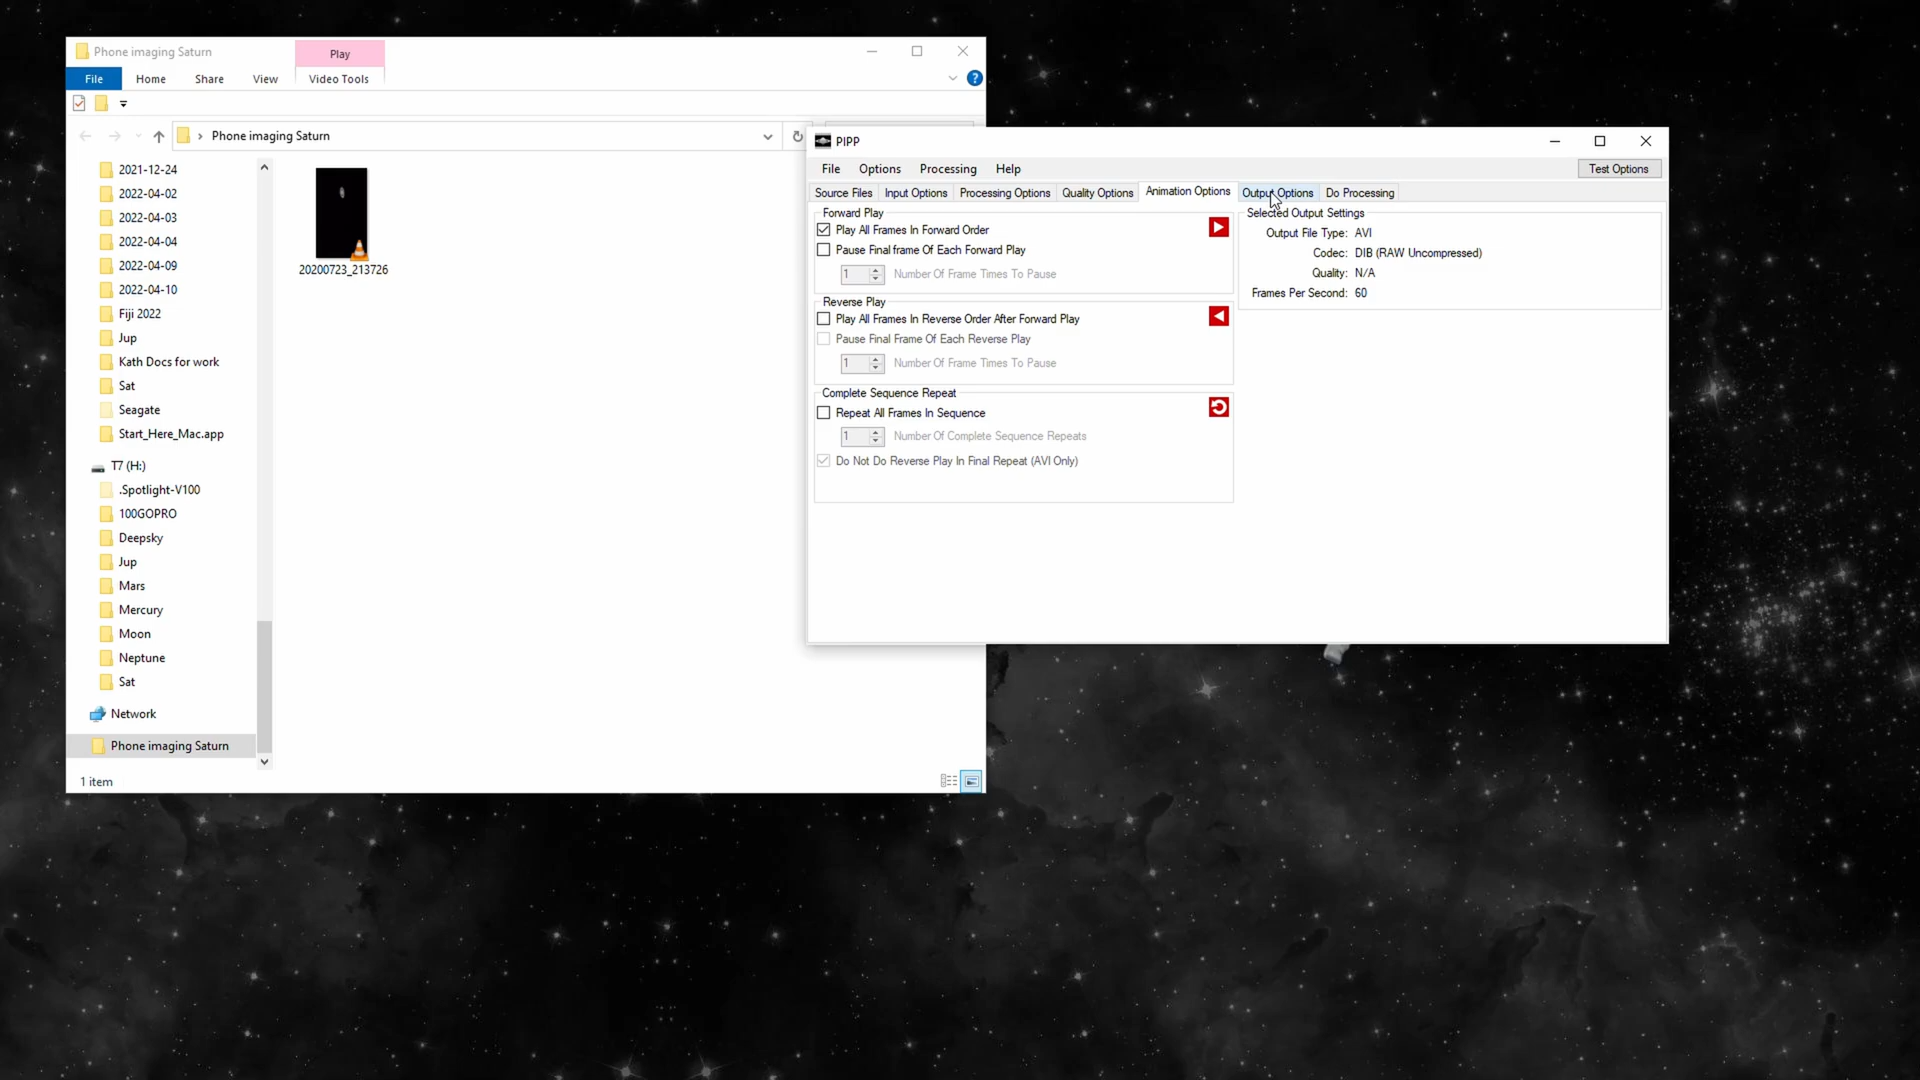 Phone imaging Saturn
Play
File
Home
Share
View
Video Tools
Phone imaging Saturn
2021-12-24
2022-04-02
2022-04-03
2022-04-04
2022-04-09
2022-04-10
Fiji 2022
Jup
Kath Docs for work
Sat
Seagate
Start_Here_Mac.app
T7 (H:)
.Spotlight-V100
100GOPRO
Deepsky
Jup
Mars
Mercury
Moon
Neptune
Sat
Network
Phone imaging Saturn
1 item
20200723_213726
PIPP
File
Options
Processing
Help
Test Options
Source Files
Input Options
Processing Options
Quality Options
Animation Options
Output Options
Do Processing
Forward Play
Play All Frames In Forward Order
Pause Final frame Of Each Forward Play
1 Number Of Frame Times To Pause
Reverse Play
Play All Frames In Reverse Order After Forward Play
Pause Final Frame Of Each Reverse Play
1 Number Of Frame Times To Pause
Complete Sequence Repeat
Repeat All Frames In Sequence
1 Number Of Complete Sequence Repeats
Do Not Do Reverse Play In Final Repeat (AVI Only)
Selected Output Settings
Output File Type: AVI
Codec: DIB (RAW Uncompressed)
Quality: N/A
Frames Per Second: 60